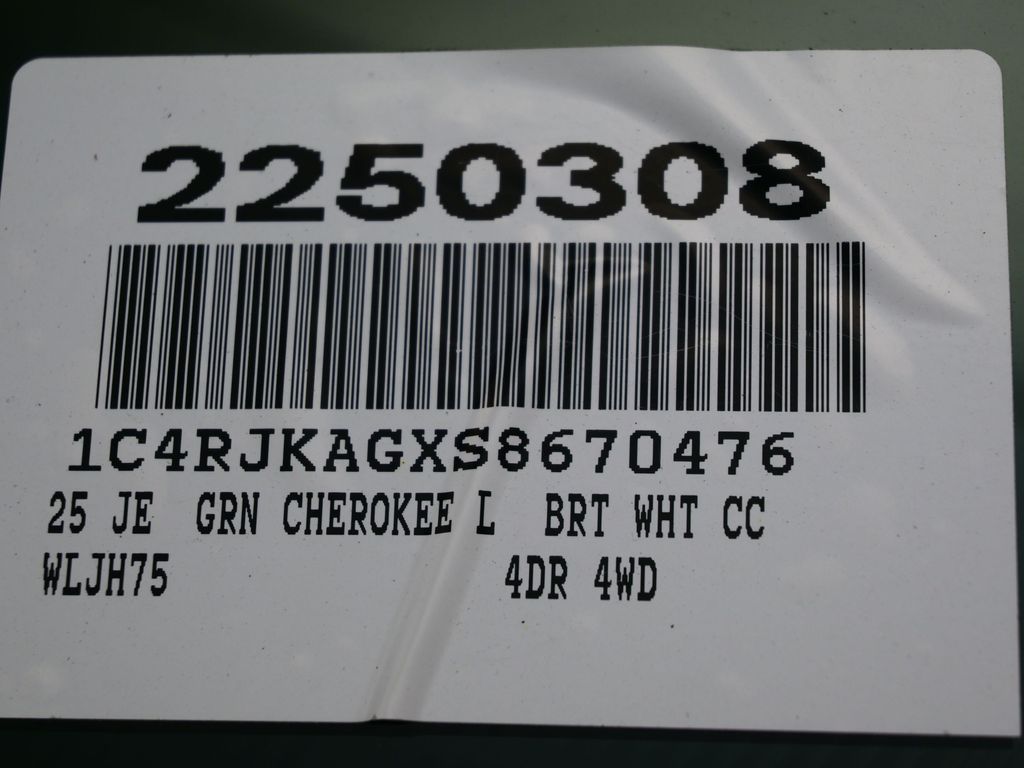 2250308
1C4RJKAGXS8670476
25 JE GRN CHEROKEE L BRT WHT CC
WLJH75 4DR 4WD